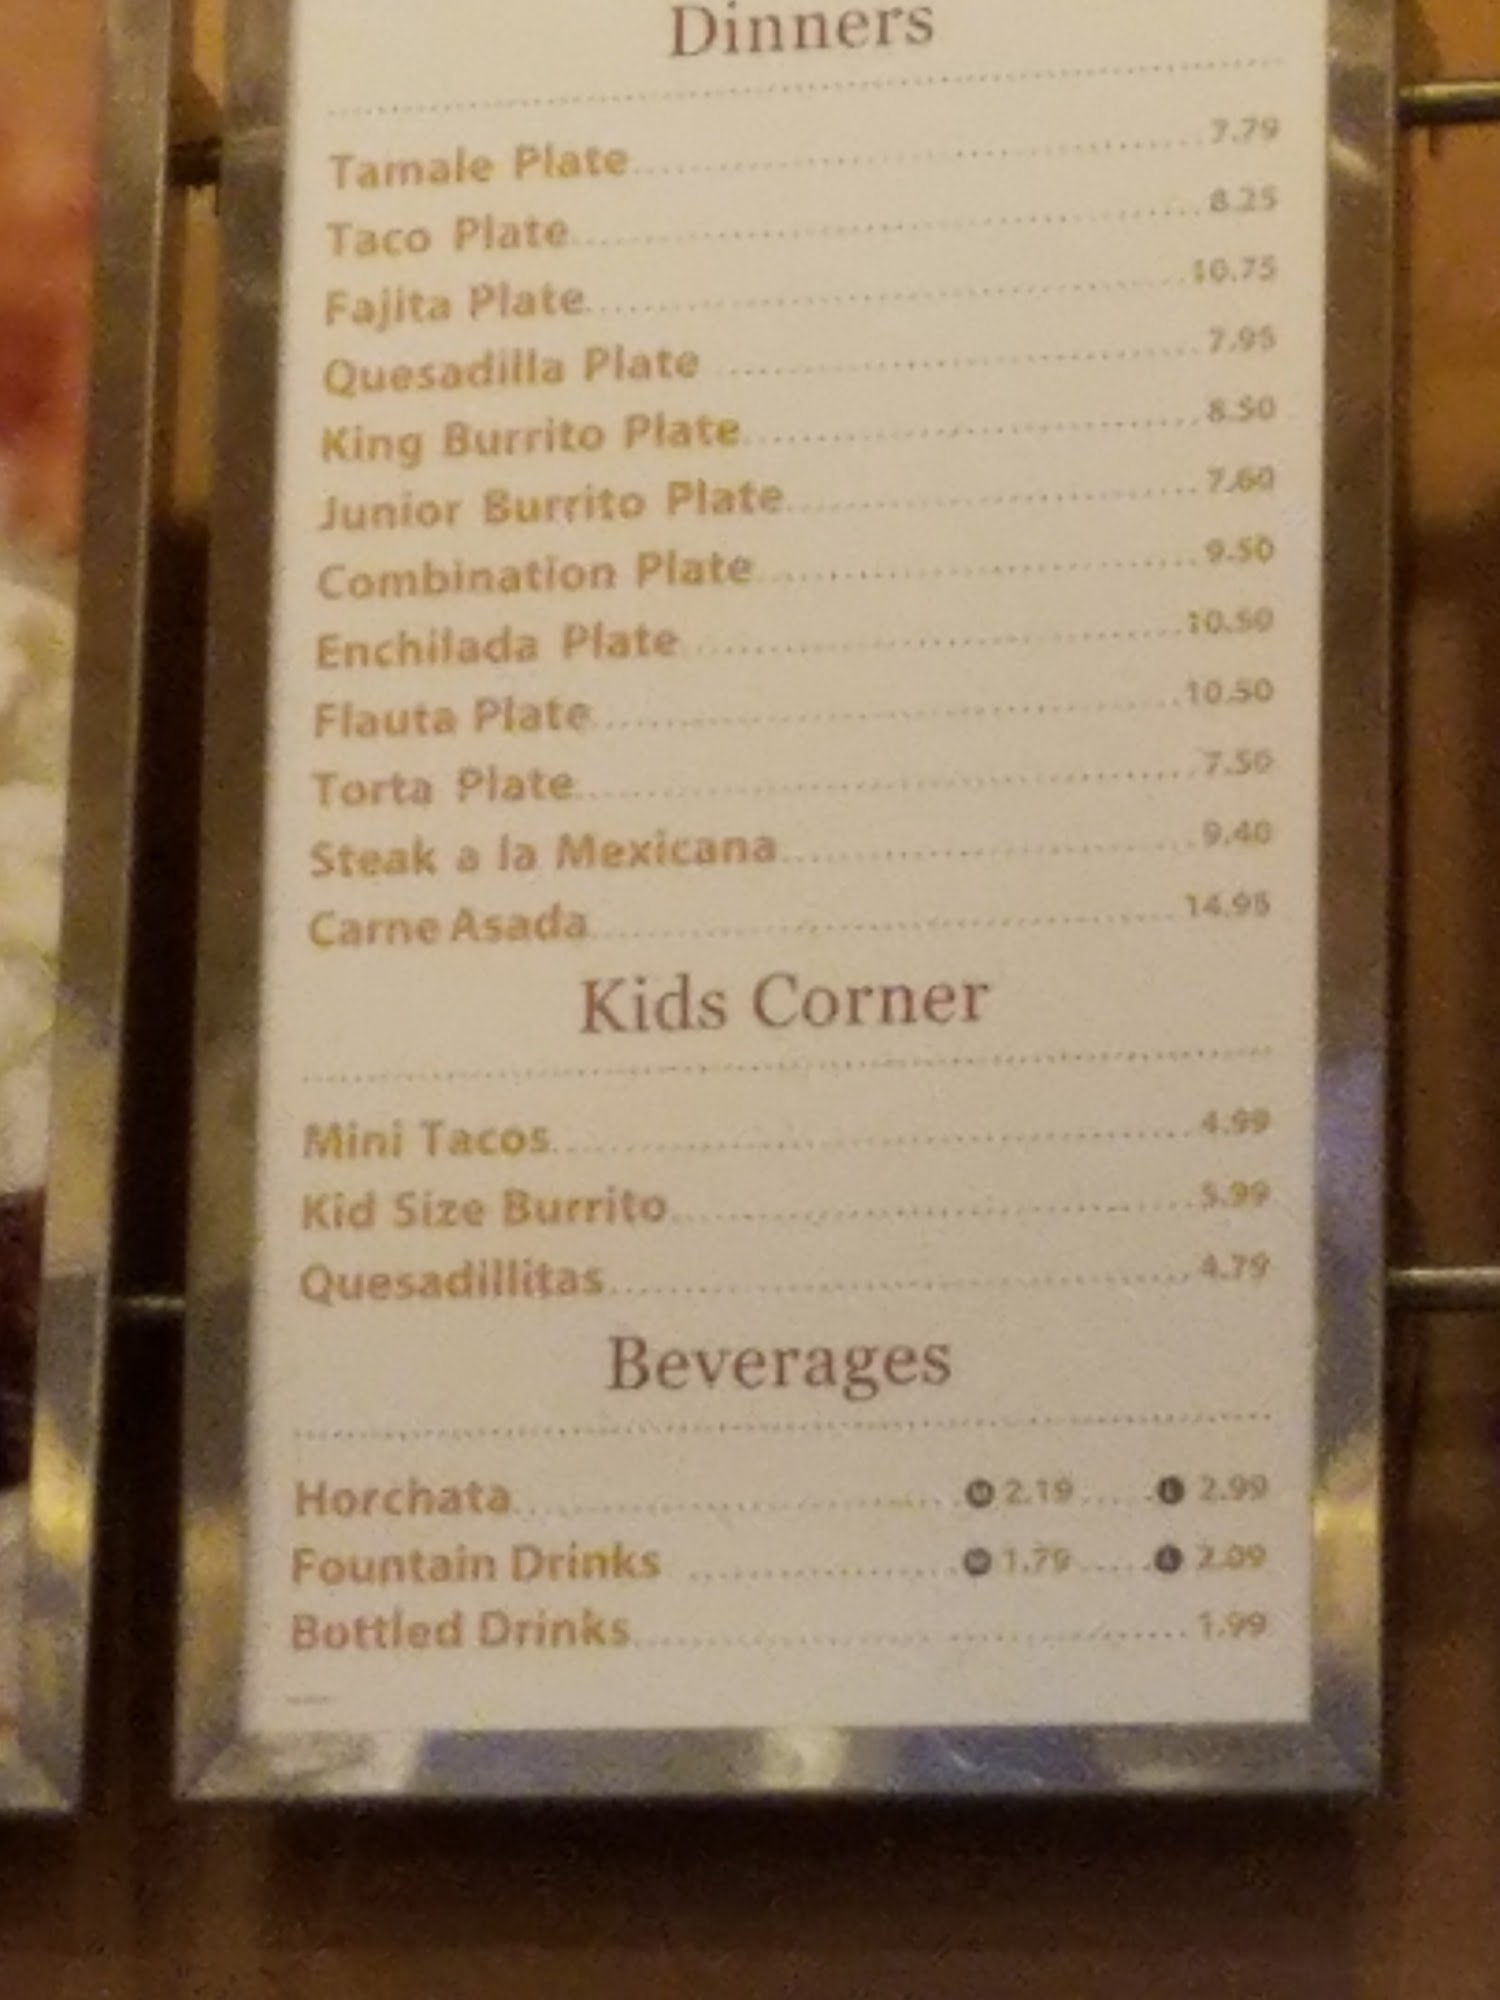 Dinners
Tamale Plate 7.79
Taco Plate 8.25
Fajita Plate 10.75
Quesadilla Plate 7.95
King Burrito Plate 8.50
Junior Burrito Plate 7.60
Combination Plate 9.50
Enchilada Plate 10.50
Flauta Plate 10.50
Torta Plate 7.50
Steak a la Mexicana 9.40
Carne Asada 14.95
Kids Corner
Mini Tacos 4.99
Kid Size Burrito 5.99
Quesadillitas 4.79
Beverages
Horchata M 2.19 L 2.99
Fountain Drinks M 1.79 L 2.09
Bottled Drinks 1.99